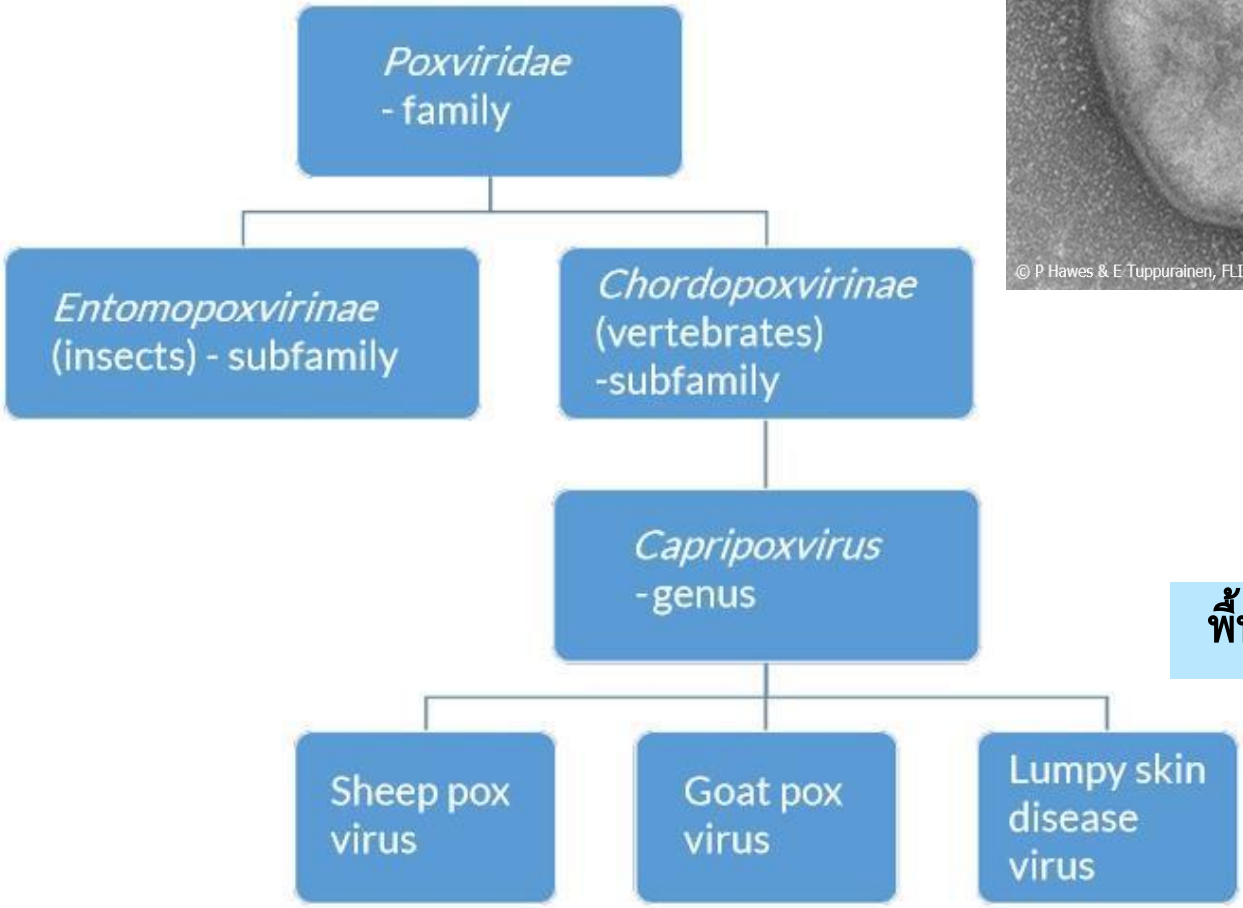 Poxviridae
- family
© P Hawes & E Tuppurainen, FLI
Entomopoxvirinae
(insects) - subfamily
Chordopoxvirinae
(vertebrates)
-subfamily
Capripoxvirus
-genus
Sheep pox
virus
Goat pox
virus
Lumpy skin
disease
virus